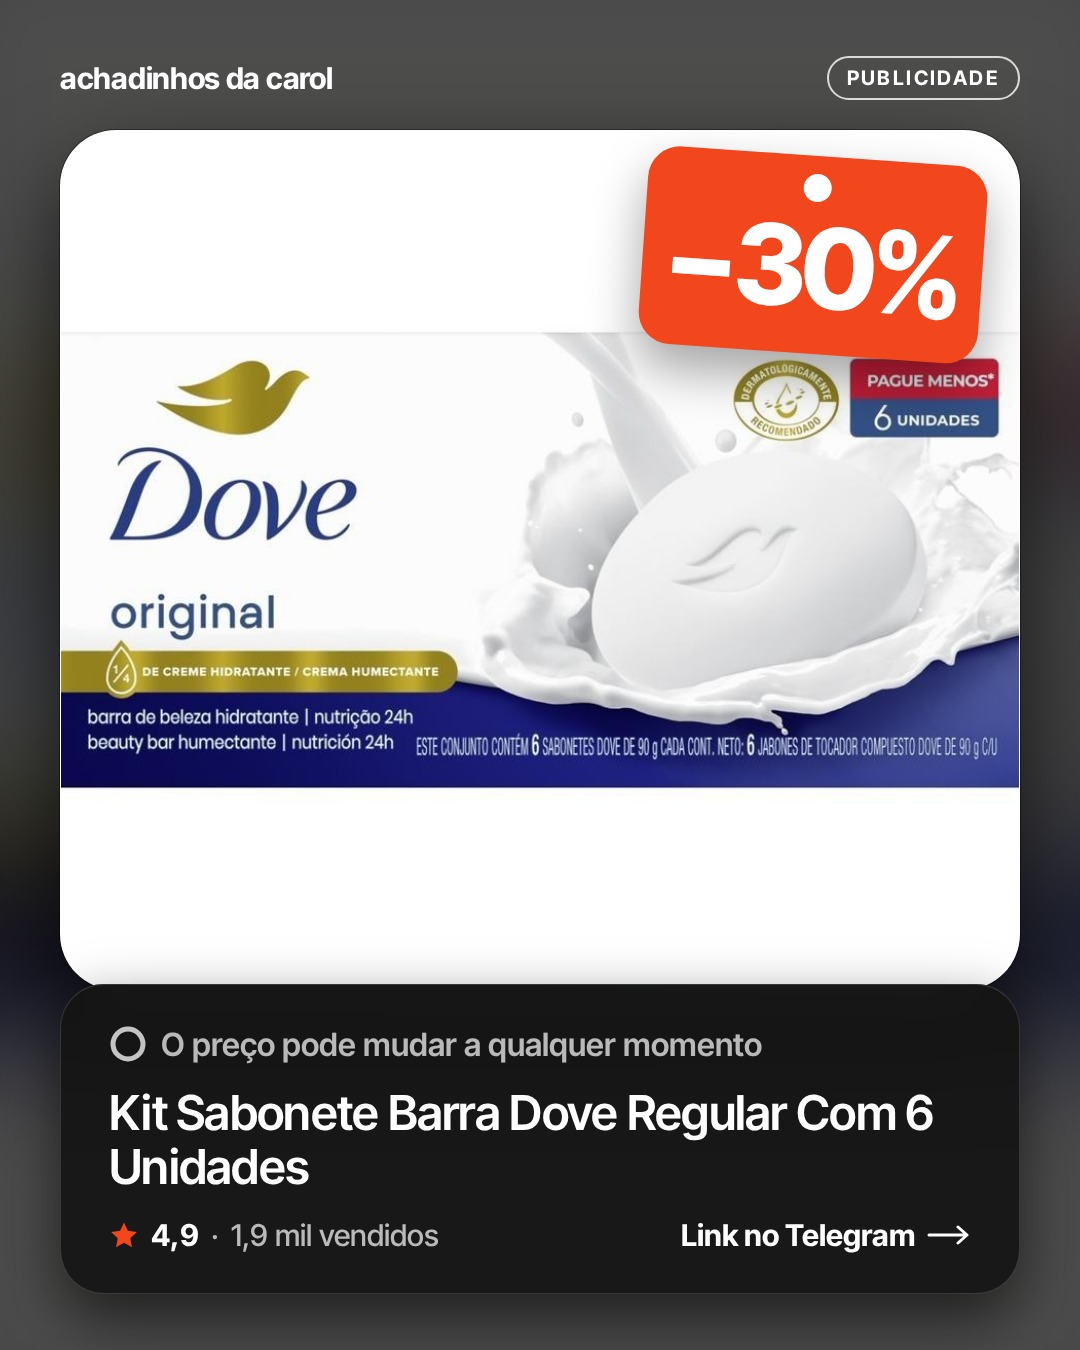 achadinhos da carol
PUBLICIDADE
-30%
DERMATOLOGICAMENTE
RECOMENDADO
PAGUE MENOS*
6 UNIDADES
Dove
original
1/4 DE CREME HIDRATANTE / CREMA HUMECTANTE
barra de beleza hidratante | nutrição 24h
beauty bar humectante | nutrición 24h
ESTE CONJUNTO CONTÉM 6 SABONETES DOVE DE 90 g CADA CONT. NETO: 6 JABONES DE TOCADOR COMPUESTO DOVE DE 90 g C/U
O preço pode mudar a qualquer momento
Kit Sabonete Barra Dove Regular Com 6
Unidades
4,9 · 1,9 mil vendidos
Link no Telegram →